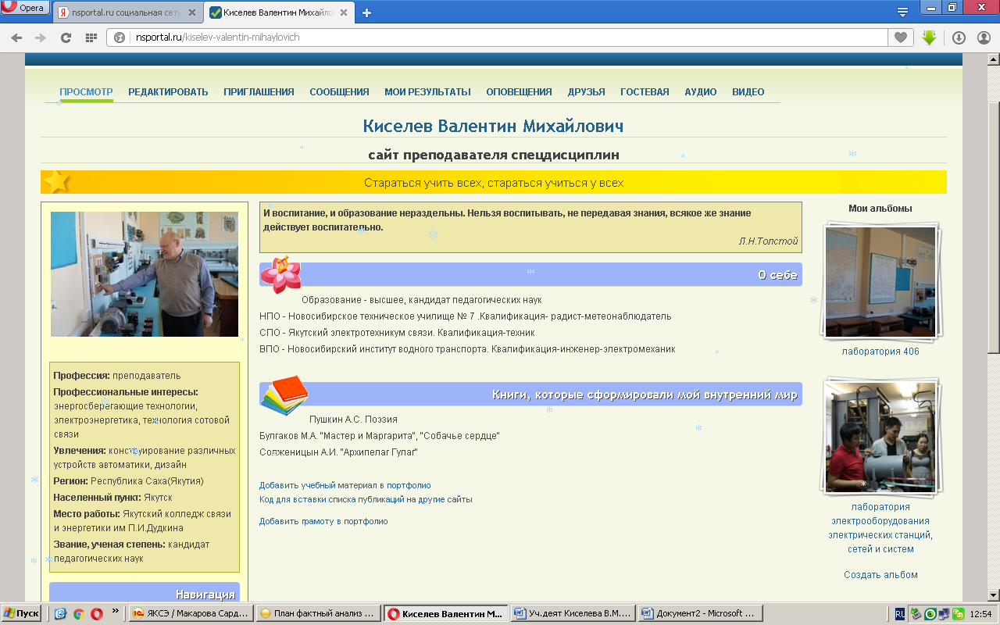 Opera
nsportal.ru социальная сеть
Киселев Валентин Михайло
nsportal.ru/kiselev-valentin-mihaylovich
ПРОСМОТР РЕДАКТИРОВАТЬ ПРИГЛАШЕНИЯ СООБЩЕНИЯ МОИ РЕЗУЛЬТАТЫ ОПОВЕЩЕНИЯ ДРУЗЬЯ ГОСТЕВАЯ АУДИО ВИДЕО
Киселев Валентин Михайлович
сайт преподавателя спецдисциплин
Стараться учить всех, стараться учиться у всех
Профессия: преподаватель
Профессиональные интересы:
энергосберегающие технологии,
электроэнергетика, технология сотовой
связи
Увлечения: конструирование различных
устройств автоматики, дизайн
Регион: Республика Саха(Якутия)
Населенный пункт: Якутск
Место работы: Якутский колледж связи
и энергетики им П.И.Дудкина
Звание, ученая степень: кандидат
педагогических наук
Навигация
И воспитание, и образование нераздельны. Нельзя воспитывать, не передавая знания, всякое же знание
действует воспитательно.
Л.Н.Толстой
О себе
Образование - высшее, кандидат педагогических наук
НПО - Новосибирское техническое училище № 7 .Квалификация- радист-метеонаблюдатель
СПО - Якутский электротехникум связи. Квалификация-техник
ВПО - Новосибирский институт водного транспорта. Квалификация-инженер-электромеханик
Книги, которые сформировали мой внутренний мир
Пушкин А.С. Поэзия
Булгаков М.А. "Мастер и Маргарита", "Собачье сердце"
Солженицын А.И. "Архипелаг Гулаг"
Добавить учебный материал в портфолио
Код для вставки списка публикаций на другие сайты
Добавить грамоту в портфолио
Мои альбомы
лаборатория 406
лаборатория
электрооборудования
электрических станций,
сетей и систем
Создать альбом
Пуск
»
ЯКСЭ / Макарова Сард...
План фактный анализ ...
Киселев Валентин М...
Уч.деят Киселева В.М....
Документ2 - Microsoft ...
RU
12:54